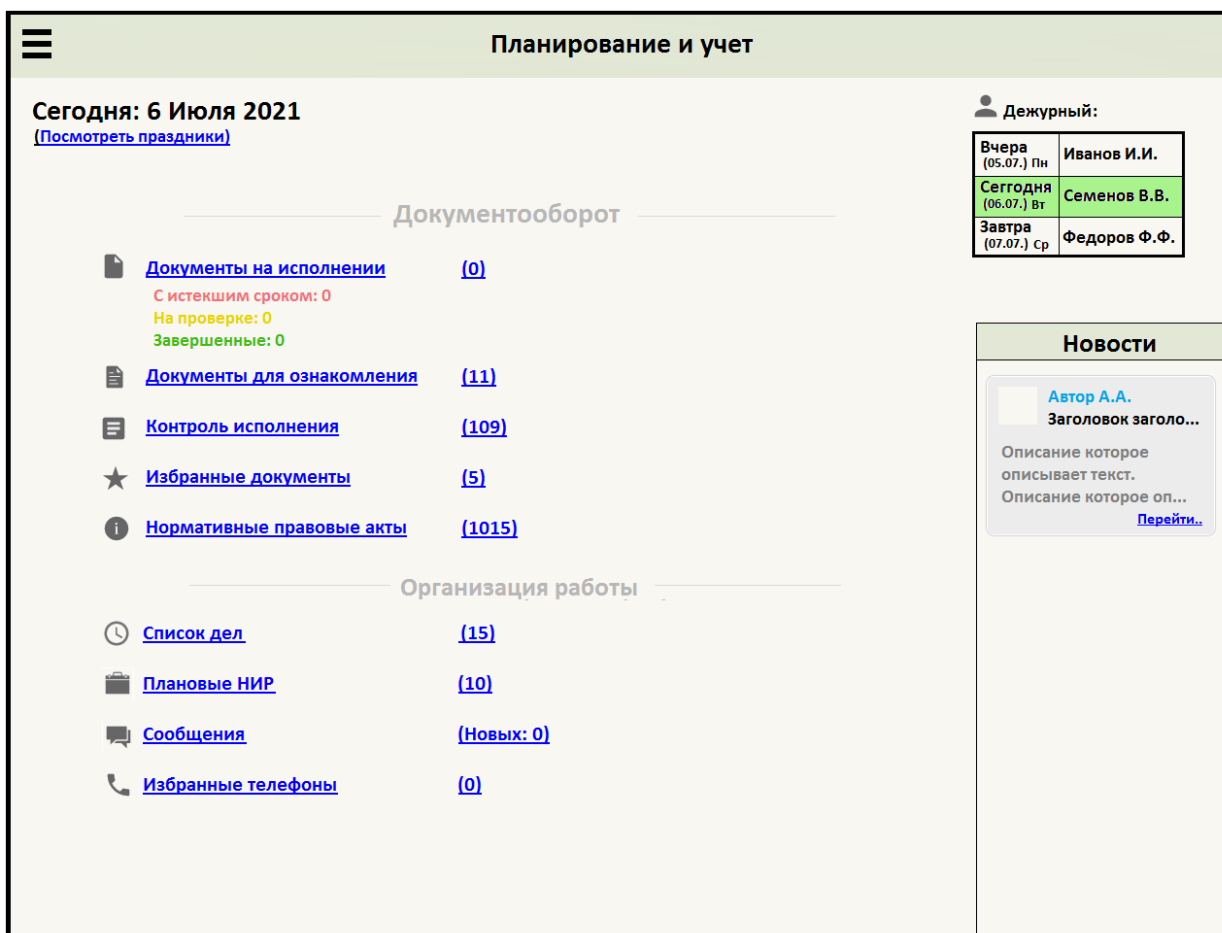 Планирование и учет
Сегодня: 6 Июля 2021
(Посмотреть праздники)
Документооборот
Документы на исполнении (0)
С истекшим сроком: 0
На проверке: 0
Завершенные: 0
Документы для ознакомления (11)
Контроль исполнения (109)
Избранные документы (5)
Нормативные правовые акты (1015)
Организация работы
Список дел (15)
Плановые НИР (10)
Сообщения (Новых: 0)
Избранные телефоны (0)
Дежурный:
Вчера
(05.07.) Пн Иванов И.И.
Сеггодня
(06.07.) Вт Семенов В.В.
Завтра
(07.07.) Ср Федоров Ф.Ф.
Новости
Автор А.А.
Заголовок заголо...
Описание которое
описывает текст.
Описание которое оп...
Перейти..